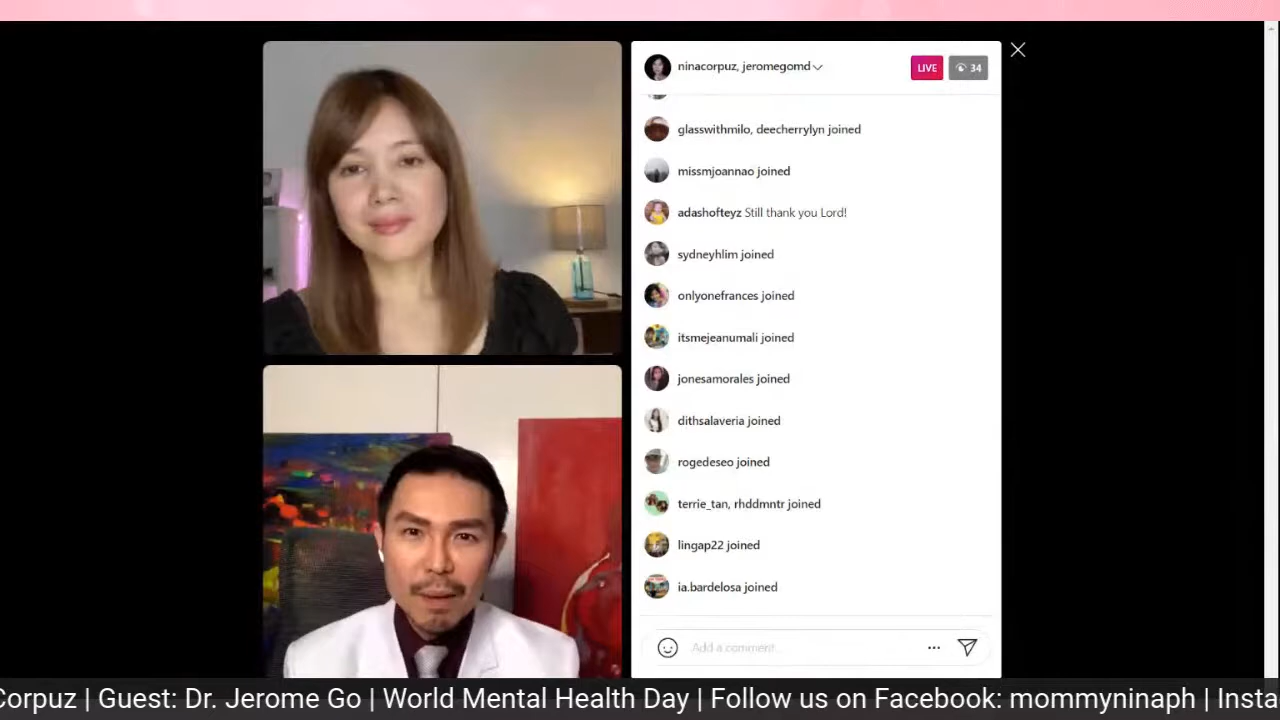 ninacorpuz, jeromegomd
LIVE
34
glasswithmilo, deecherrylyn joined
missmjoannao joined
adashofteyz Still thank you Lord!
sydneyhlim joined
onlyonefrances joined
itsmejeanumali joined
jonesamorales joined
dithsalaveria joined
rogedeseo joined
terrie_tan, rhddmntr joined
lingap22 joined
ia.bardelosa joined
Add a comment...
Corpuz | Guest: Dr. Jerome Go | World Mental Health Day | Follow us on Facebook: mommyninaph | Insta